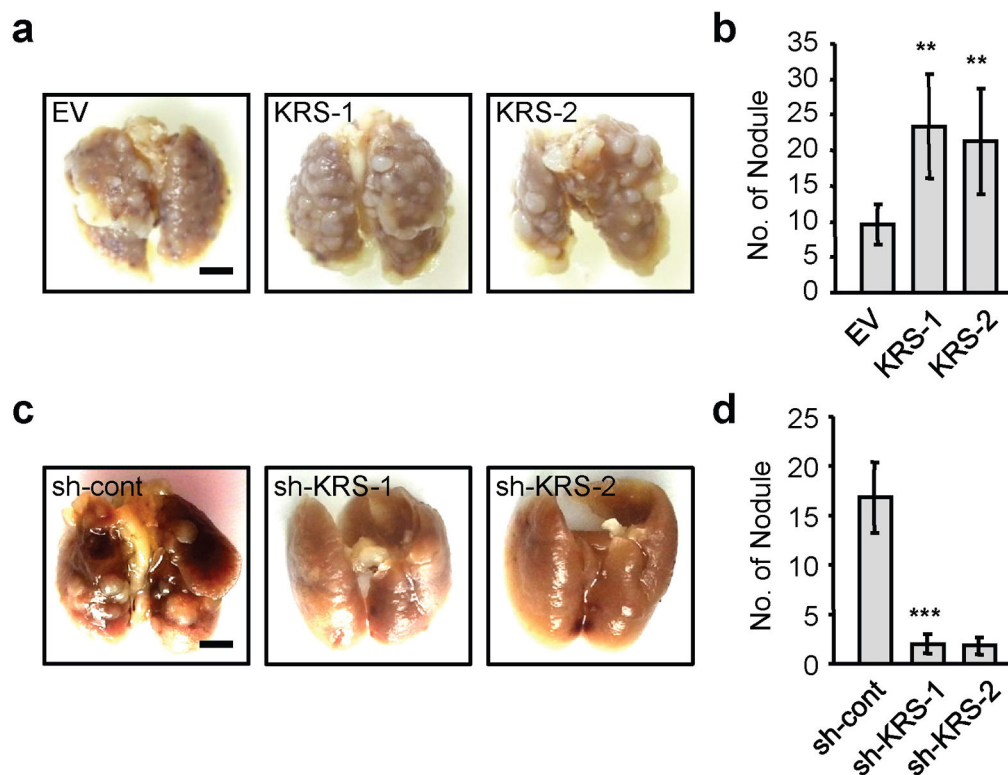 a
EV
KRS-1
KRS-2
b
No. of Nodule
35
30
25
20
15
10
5
0
**
**
EV
KRS-1
KRS-2
c
sh-cont
sh-KRS-1
sh-KRS-2
d
No. of Nodule
25
20
15
10
5
0
***
sh-cont
sh-KRS-1
sh-KRS-2